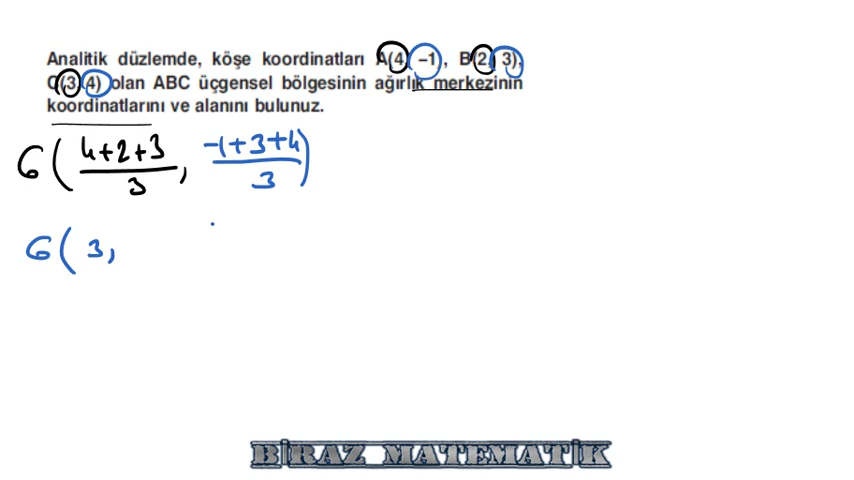 Analitik düzlemde, köşe koordinatları A(4, −1), B(2, 3),
C(3, 4) olan ABC üçgensel bölgesinin ağırlık merkezinin
koordinatlarını ve alanını bulunuz.
G( 4+2+3/3 , -1+3+4/3 )
G( 3,
BİRAZ MATEMATİK